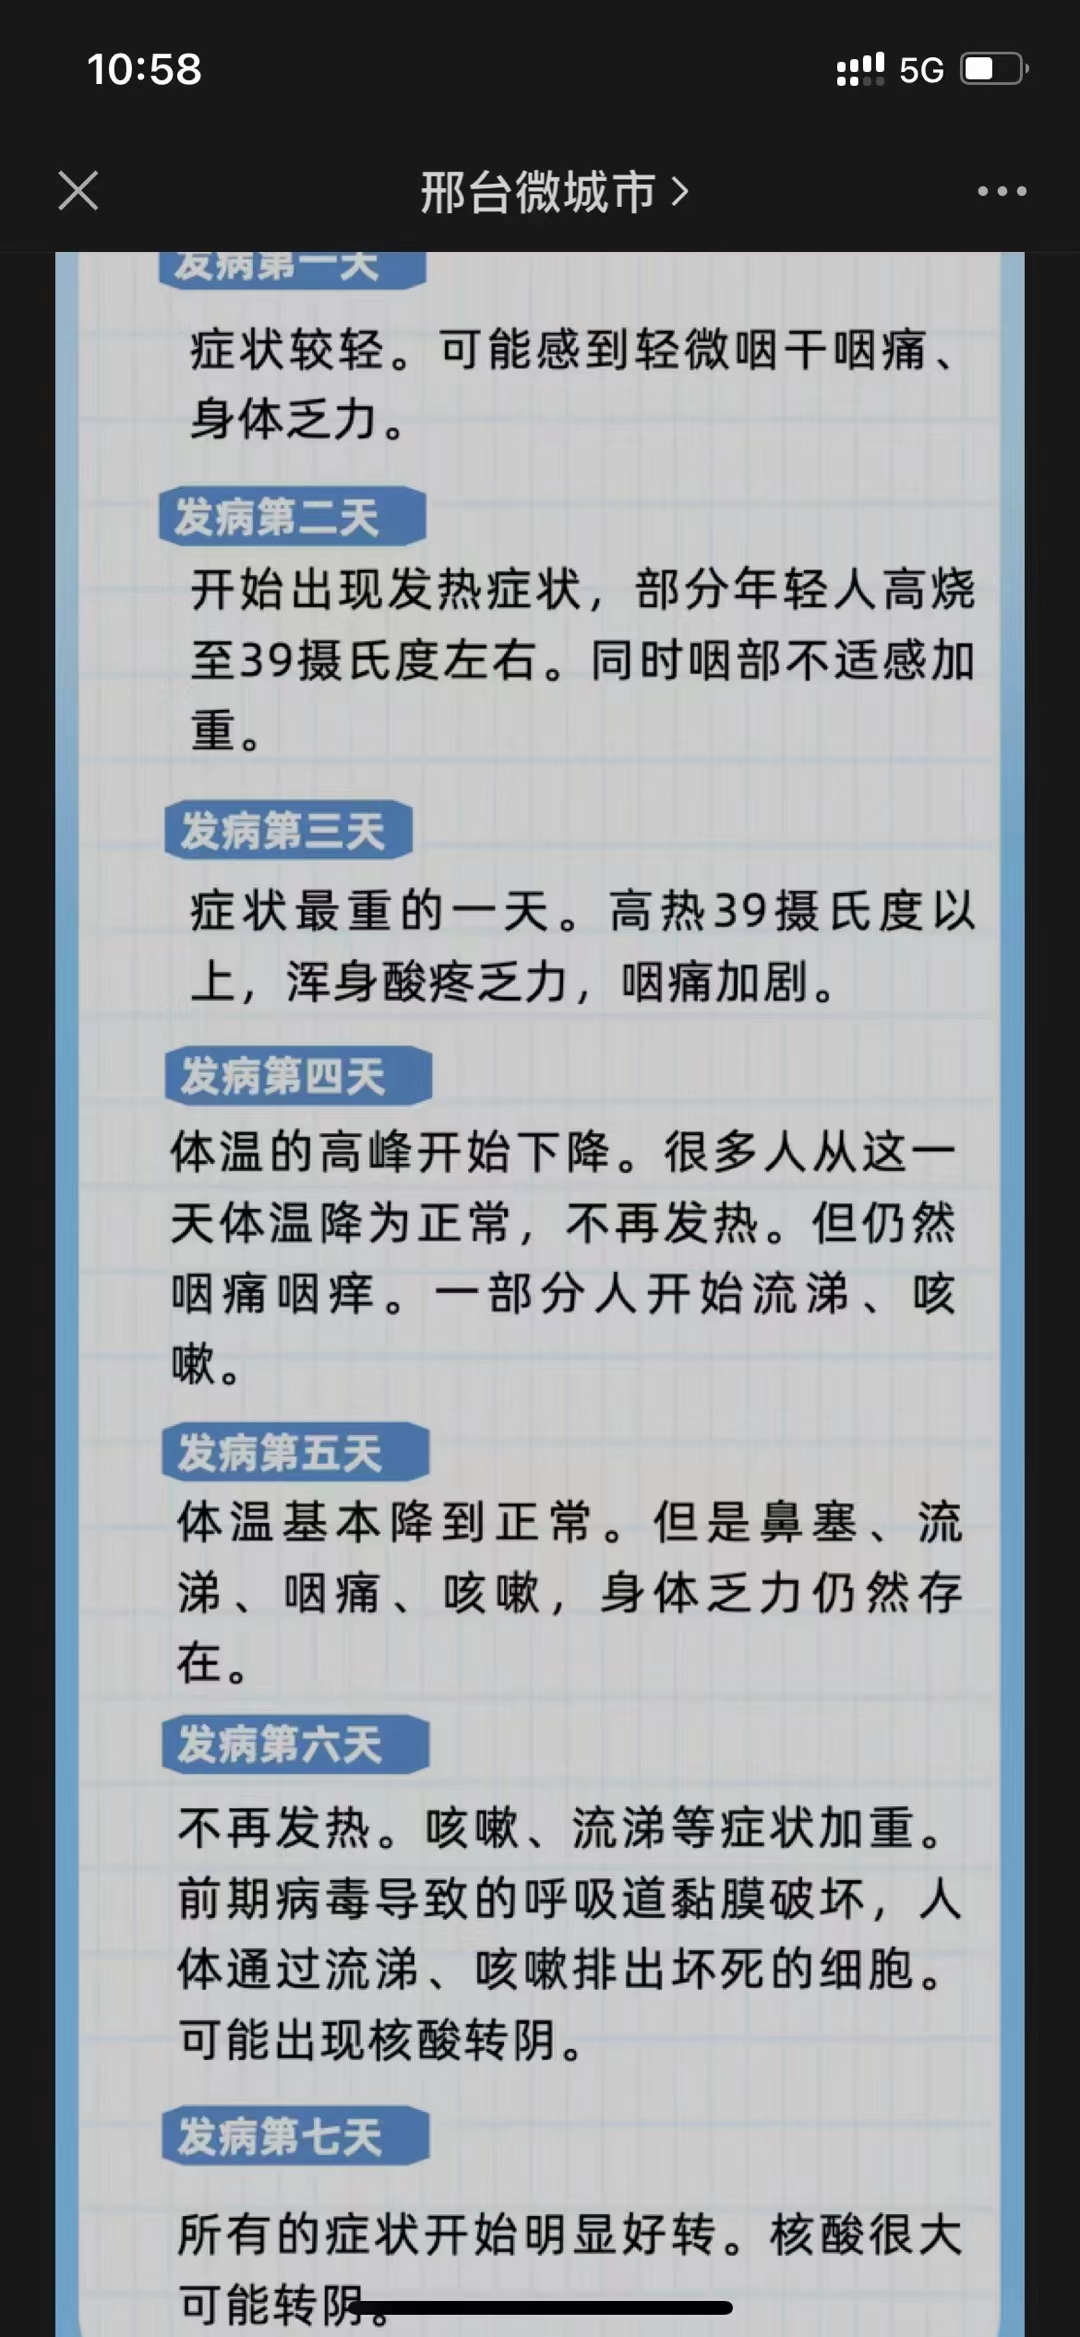 10:58
5G
邢台微城市
发病第一天
症状较轻。可能感到轻微咽干咽痛、
身体乏力。
发病第二天
开始出现发热症状，部分年轻人高烧
至39摄氏度左右。同时咽部不适感加
重。
发病第三天
症状最重的一天。高热39摄氏度以
上，浑身酸疼乏力，咽痛加剧。
发病第四天
体温的高峰开始下降。很多人从这一
天体温降为正常，不再发热。但仍然
咽痛咽痒。一部分人开始流涕、咳
嗽。
发病第五天
体温基本降到正常。但是鼻塞、流
涕、咽痛、咳嗽，身体乏力仍然存
在。
发病第六天
不再发热。咳嗽、流涕等症状加重。
前期病毒导致的呼吸道黏膜破坏，人
体通过流涕、咳嗽排出坏死的细胞。
可能出现核酸转阴。
发病第七天
所有的症状开始明显好转。核酸很大
可能转阴。